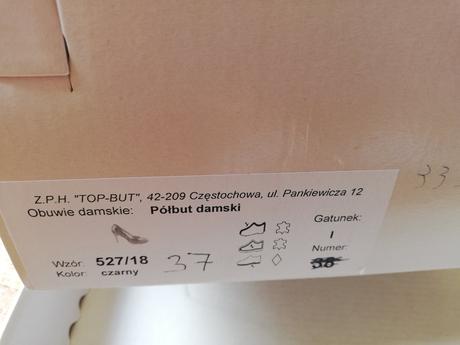 Z.P.H. "TOP-BUT", 42-209 Częstochowa, ul. Pankiewicza 12
Obuwie damskie: Półbut damski
Gatunek:
I
Wzór: 527/18
Numer:
Kolor: czarny
37
38
33